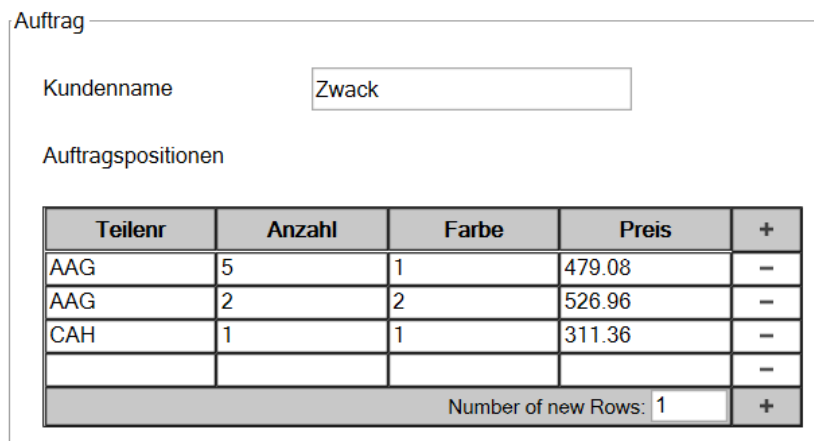 Auftrag
Kundenname Zwack
Auftragspositionen
Teilenr Anzahl Farbe Preis +
AAG 5 1 479.08 −
AAG 2 2 526.96 −
CAH 1 1 311.36 −
−
Number of new Rows: 1 +